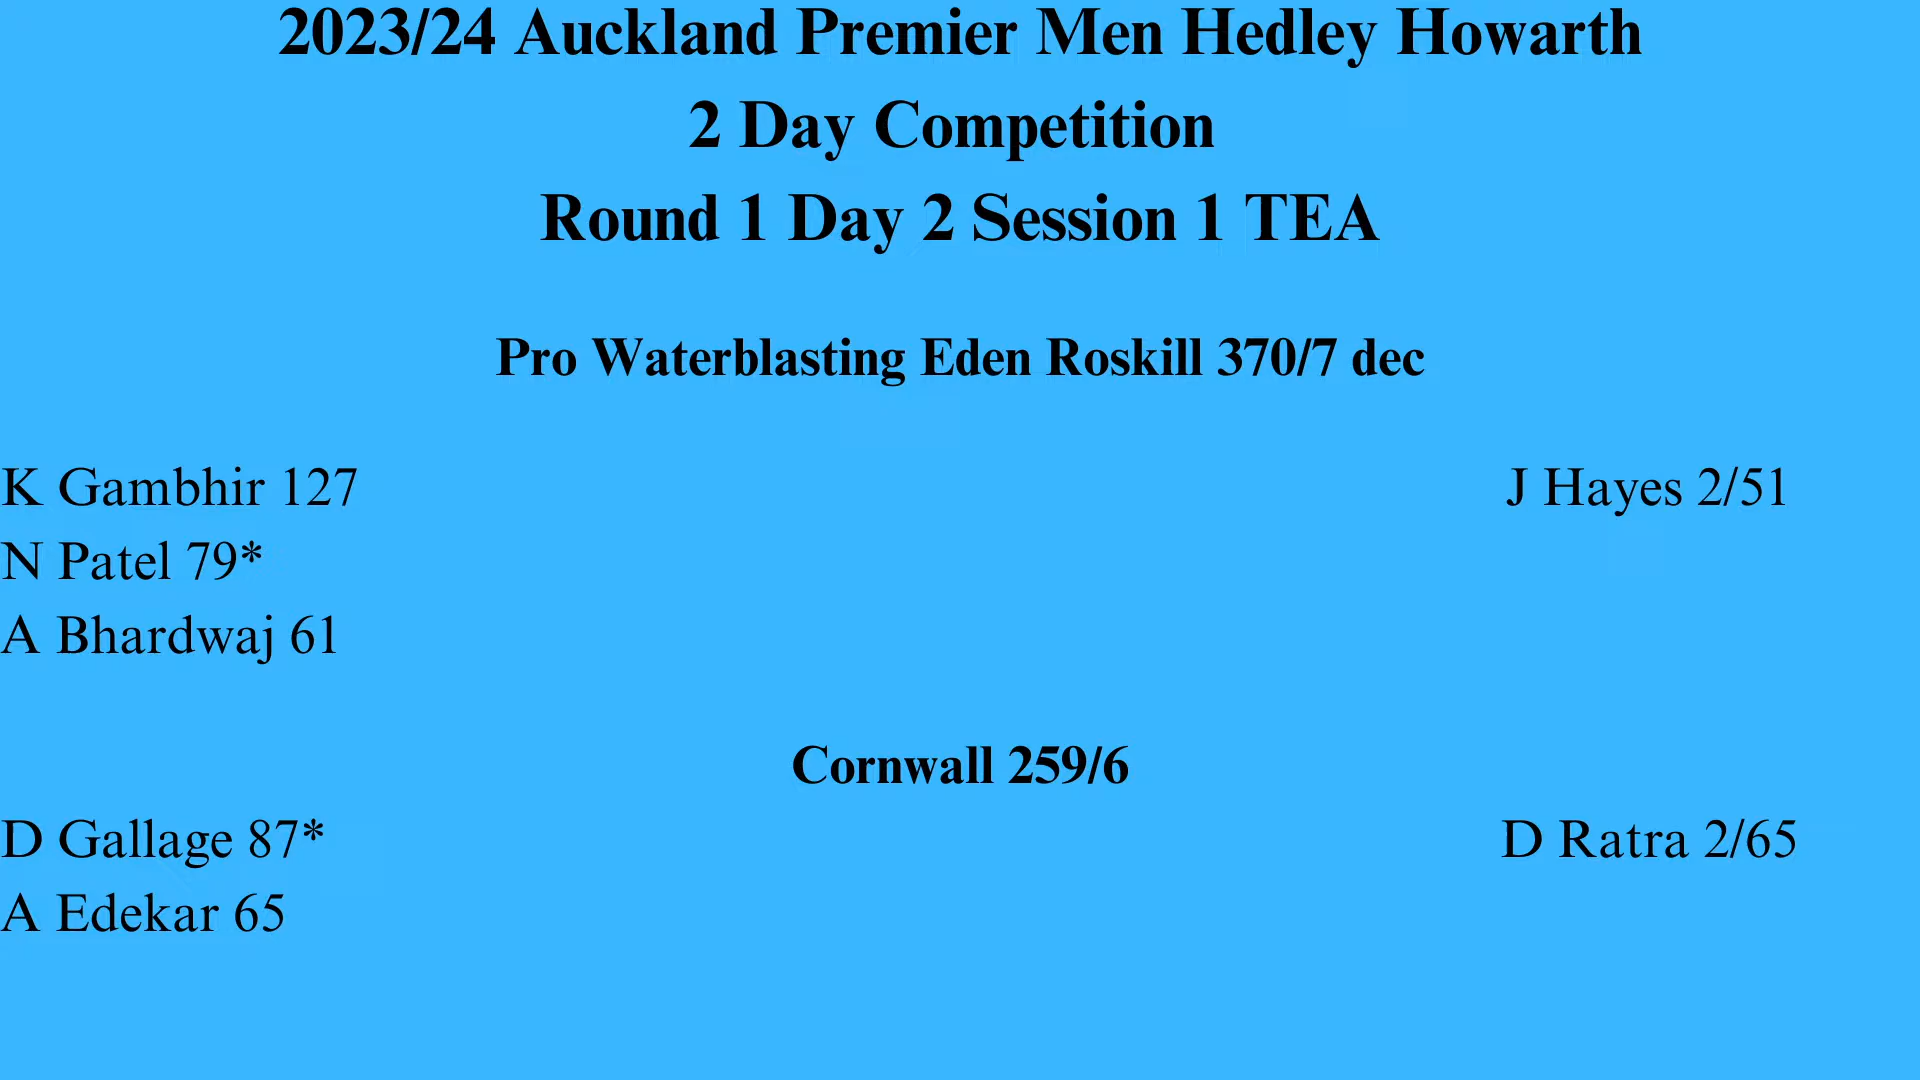 2023/24 Auckland Premier Men Hedley Howarth
2 Day Competition
Round 1 Day 2 Session 1 TEA
Pro Waterblasting Eden Roskill 370/7 dec
K Gambhir 127 J Hayes 2/51
N Patel 79*
A Bhardwaj 61
Cornwall 259/6
D Gallage 87* D Ratra 2/65
A Edekar 65